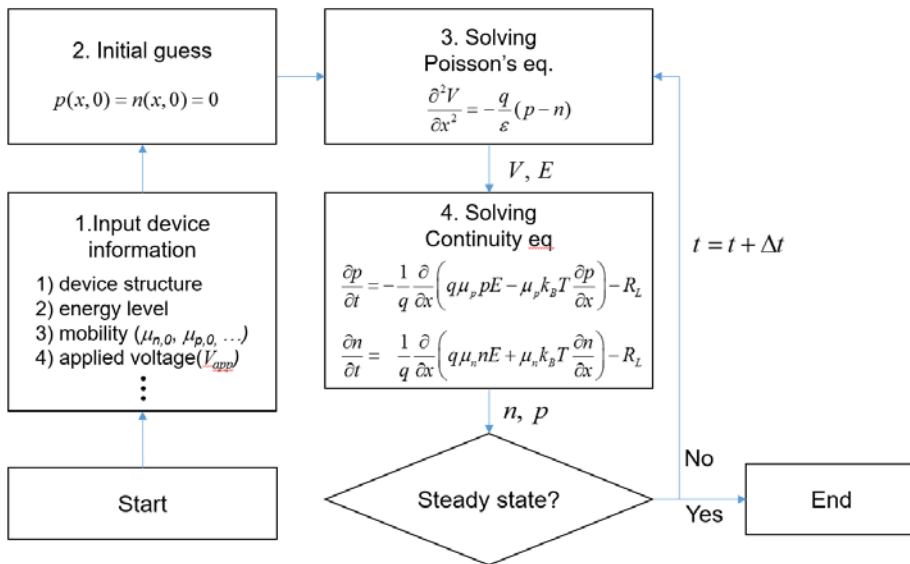 Start
1.Input device
information
1) device structure
2) energy level
3) mobility (μn,0, μp,0, …)
4) applied voltage(Vapp)
⋮
2. Initial guess
p(x,0) = n(x,0) = 0
3. Solving
Poisson's eq.
∂²V/∂x² = −q/ε (p − n)
V, E
4. Solving
Continuity eq
∂p/∂t = −1/q ∂/∂x (qμp pE − μp kBT ∂p/∂x) − RL
∂n/∂t = 1/q ∂/∂x (qμn nE + μn kBT ∂n/∂x) − RL
n, p
Steady state?
No
t = t + Δt
Yes
End